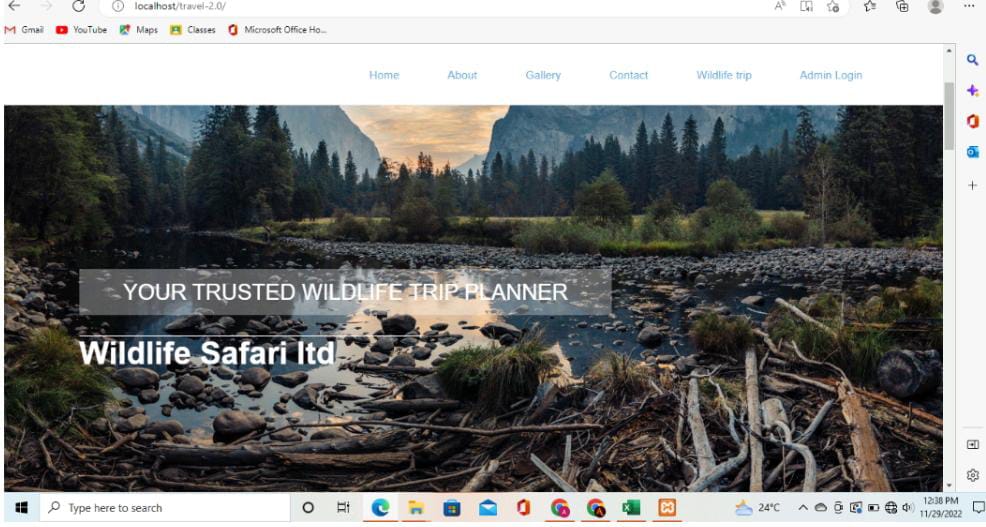 localhost/travel-2.0/
Gmail YouTube Maps Classes Microsoft Office Ho...
Home About Gallery Contact Wildlife trip Admin Login
YOUR TRUSTED WILDLIFE TRIP PLANNER
Wildlife Safari ltd
Type here to search
24°C
12:38 PM
11/29/2022